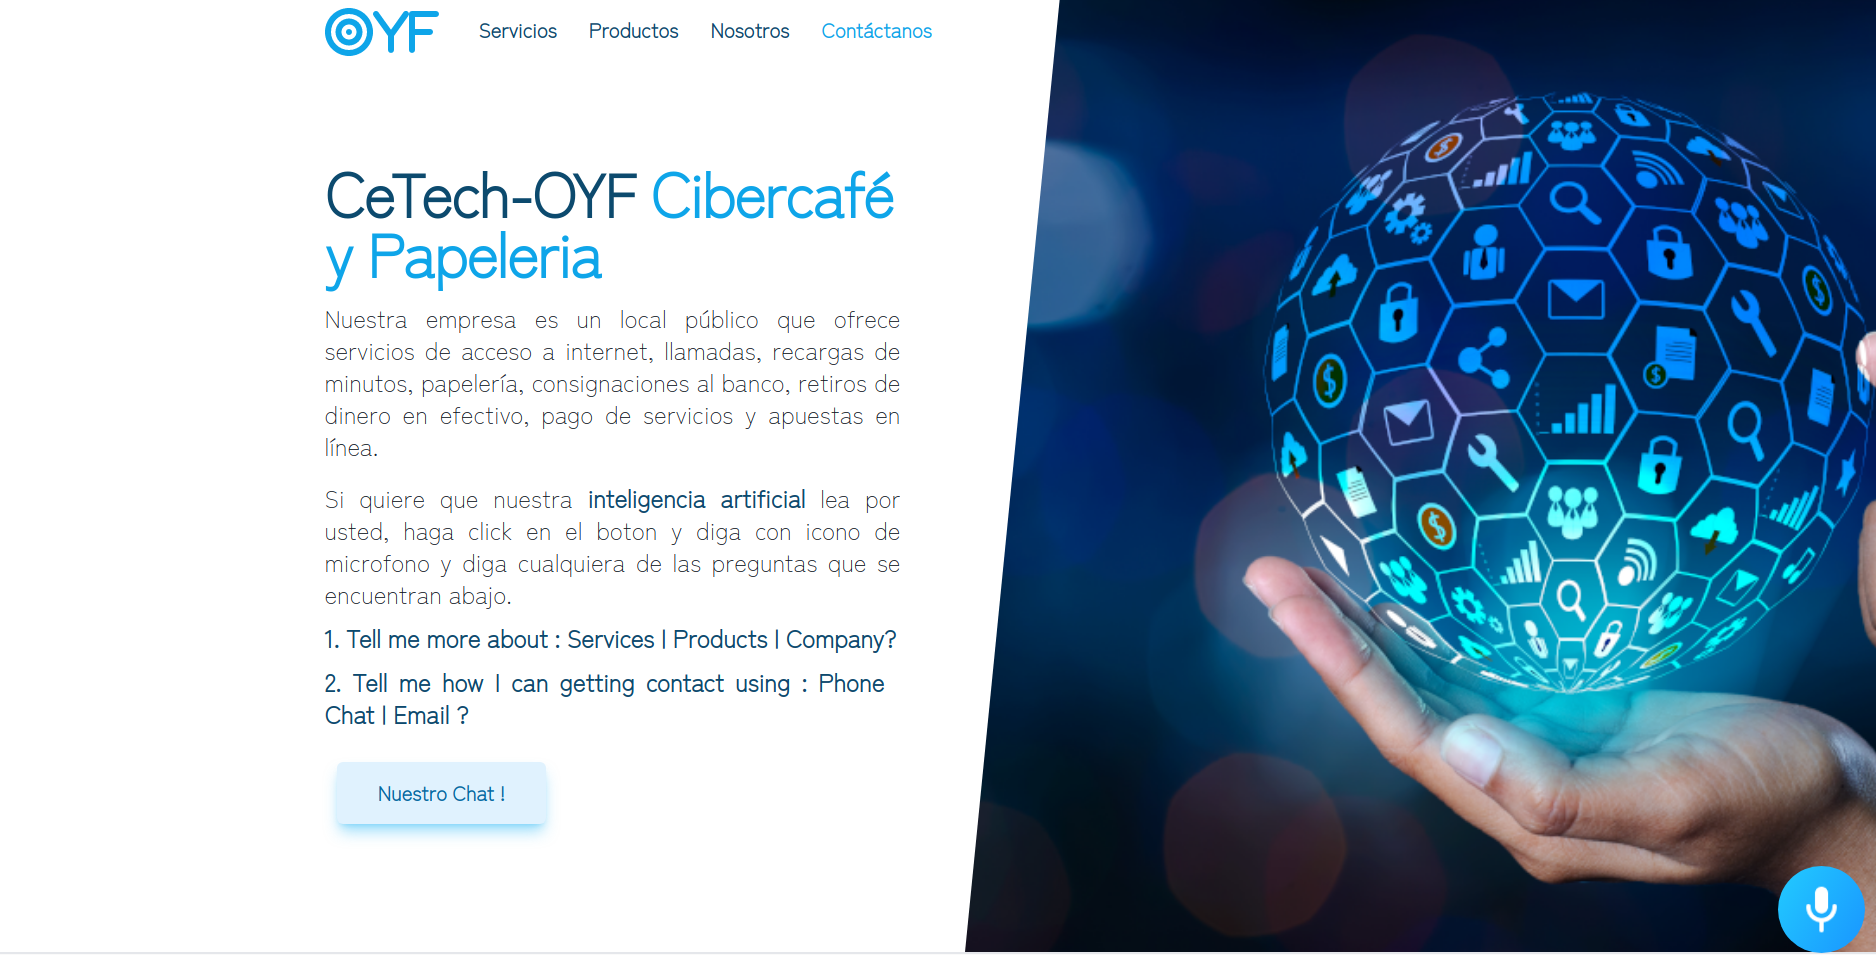 OYF
Servicios Productos Nosotros Contáctanos
CeTech-OYF Cibercafé
y Papeleria
Nuestra empresa es un local público que ofrece
servicios de acceso a internet, llamadas, recargas de
minutos, papelería, consignaciones al banco, retiros de
dinero en efectivo, pago de servicios y apuestas en
línea.
Si quiere que nuestra inteligencia artificial lea por
usted, haga click en el boton y diga con icono de
microfono y diga cualquiera de las preguntas que se
encuentran abajo.
1. Tell me more about : Services | Products | Company?
2. Tell me how I can getting contact using : Phone
Chat | Email ?
Nuestro Chat !